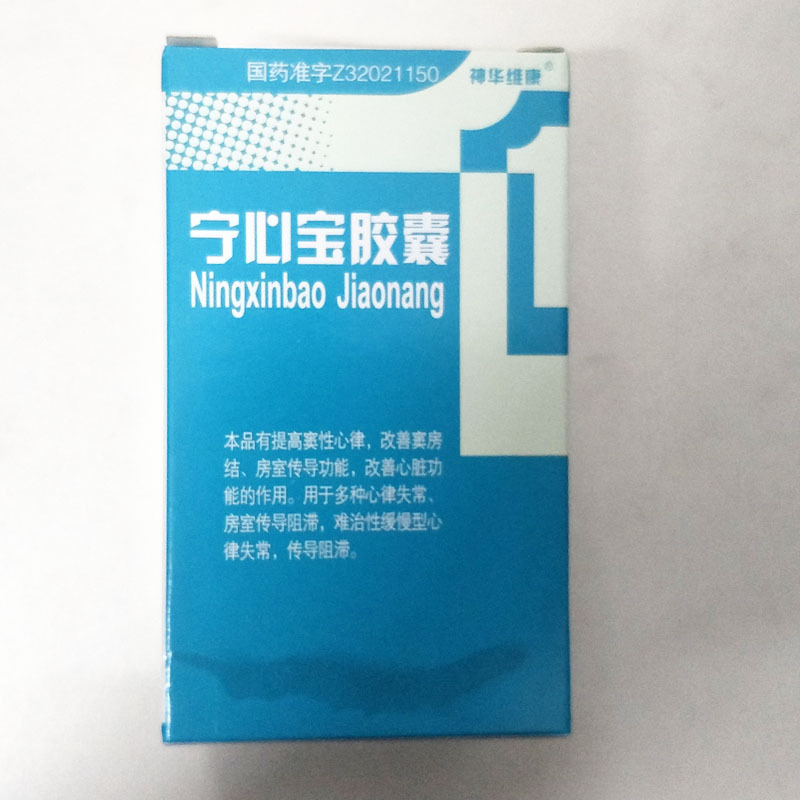 国药准字Z32021150
神华维康®
宁心宝胶囊
Ningxinbao Jiaonang
本品有提高窦性心律，改善窦房
结、房室传导功能，改善心脏功
能的作用。用于多种心律失常、
房室传导阻滞，难治性缓慢型心
律失常，传导阻滞。